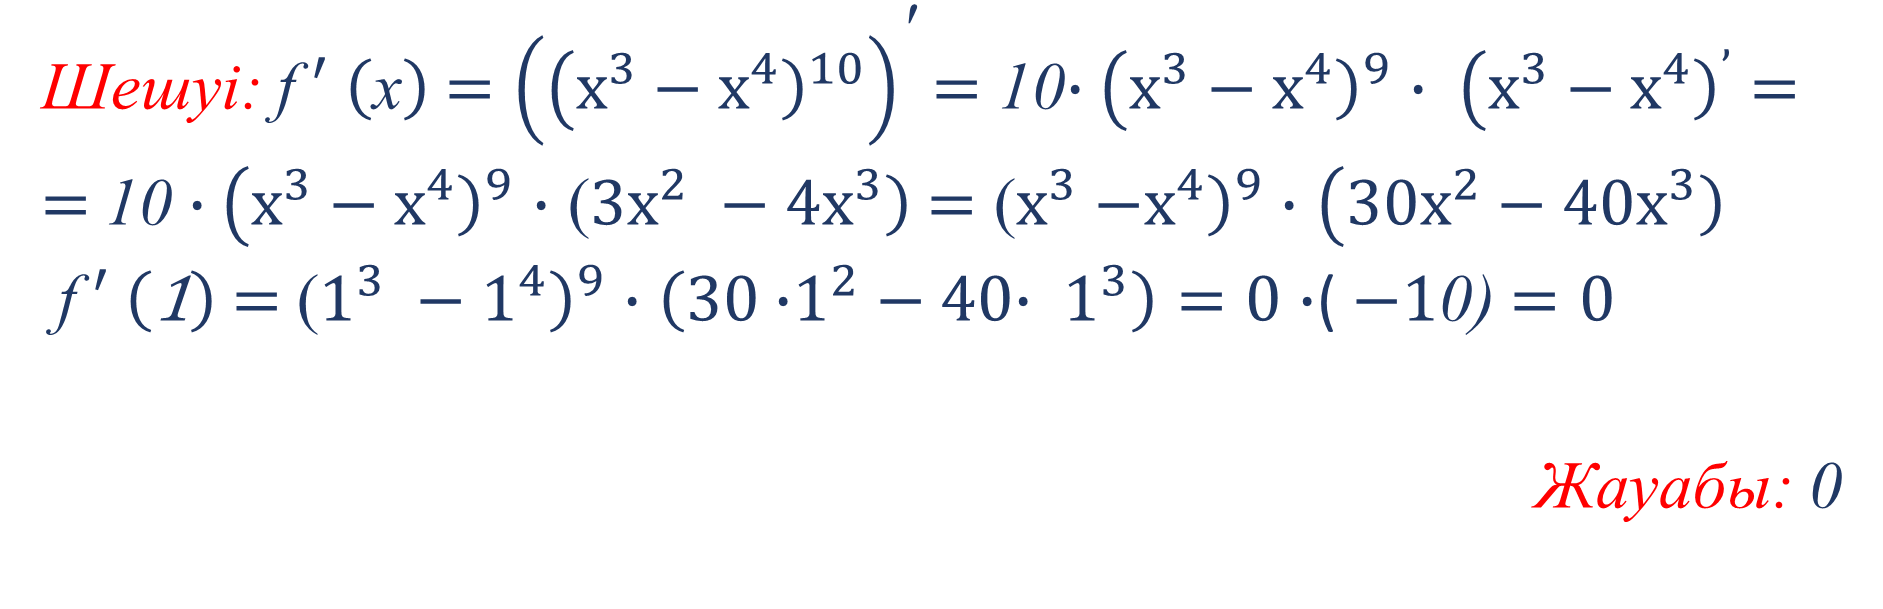 Шешуі: f′ (x) = ((x³ − x⁴)¹⁰)′ = 10· (x³ − x⁴)⁹ · (x³ − x⁴)’ =
= 10 · (x³ − x⁴)⁹ · (3x² − 4x³) = (x³ −x⁴)⁹ · (30x² − 40x³)
f′ (1) = (1³ − 1⁴)⁹ · (30 ·1² − 40· 1³) = 0 ·( −10) = 0
Жауабы: 0